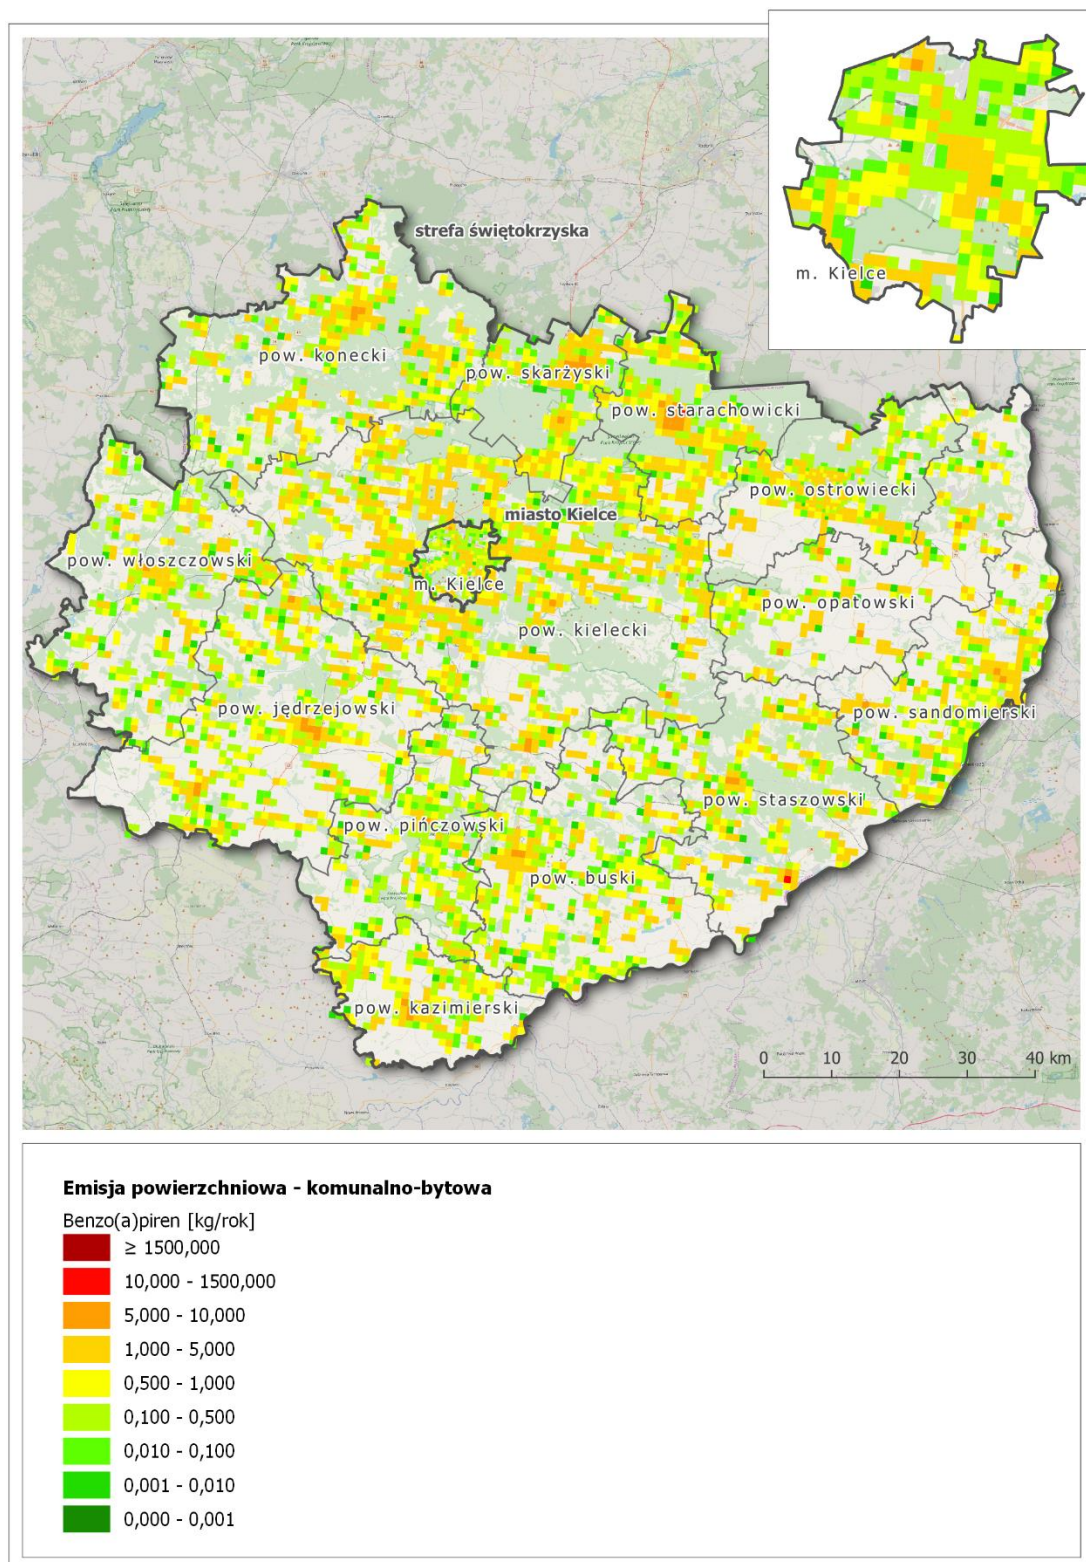 m. Kielce
strefa świętokrzyska
pow. konecki
pow. skarżyski
pow. starachowicki
pow. ostrowiecki
miasto Kielce
pow. włoszczowski
m. Kielce
pow. opatowski
pow. kielecki
pow. jędrzejowski
pow. sandomierski
pow. staszowski
pow. pińczowski
pow. buski
pow. kazimierski
0 10 20 30 40 km
Emisja powierzchniowa - komunalno-bytowa
Benzo(a)piren [kg/rok]
≥ 1500,000
10,000 - 1500,000
5,000 - 10,000
1,000 - 5,000
0,500 - 1,000
0,100 - 0,500
0,010 - 0,100
0,001 - 0,010
0,000 - 0,001